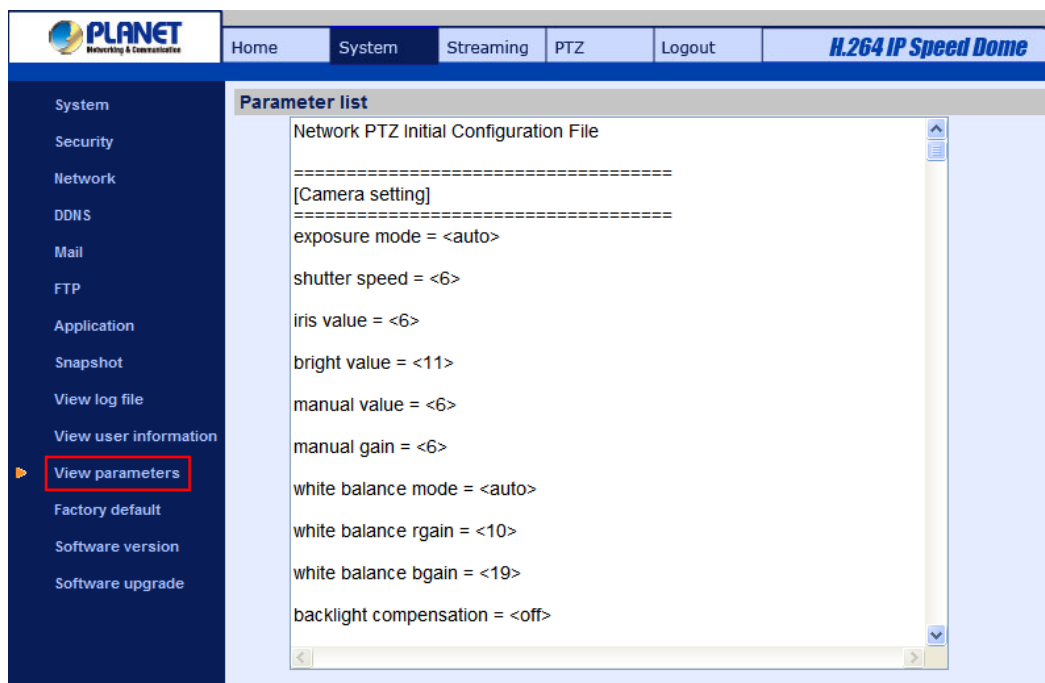 PLANET
Networking & Communication
Home System Streaming PTZ Logout H.264 IP Speed Dome
System
Security
Network
DDNS
Mail
FTP
Application
Snapshot
View log file
View user information
View parameters
Factory default
Software version
Software upgrade
Parameter list
Network PTZ Initial Configuration File
====================================
[Camera setting]
====================================
exposure mode = <auto>
shutter speed = <6>
iris value = <6>
bright value = <11>
manual value = <6>
manual gain = <6>
white balance mode = <auto>
white balance rgain = <10>
white balance bgain = <19>
backlight compensation = <off>